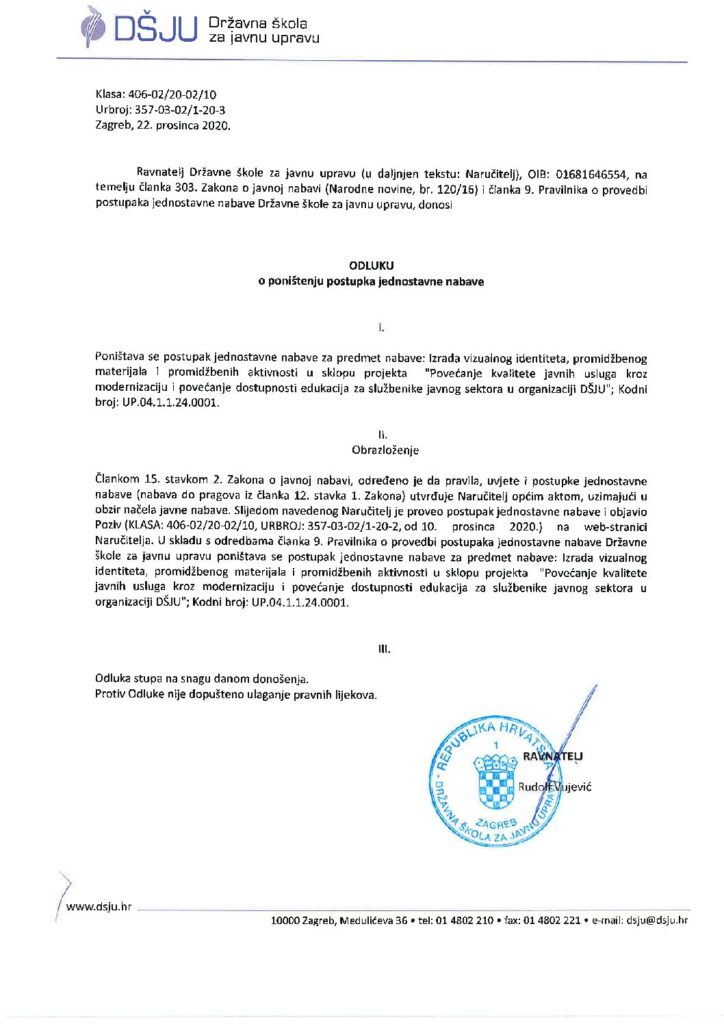 DŠJU Državna škola
za javnu upravu
Klasa: 406-02/20-02/10
Urbroj: 357-03-02/1-20-3
Zagreb, 22. prosinca 2020.
Ravnatelj Državne škole za javnu upravu (u daljnjem tekstu: Naručitelj), OIB: 01681646554, na
temelju članka 303. Zakona o javnoj nabavi (Narodne novine, br. 120/16) i članka 9. Pravilnika o provedbi
postupaka jednostavne nabave Državne škole za javnu upravu, donosi
ODLUKU
o poništenju postupka jednostavne nabave
I.
Poništava se postupak jednostavne nabave za predmet nabave: Izrada vizualnog identiteta, promidžbenog
materijala i promidžbenih aktivnosti u sklopu projekta "Povećanje kvalitete javnih usluga kroz
modernizaciju i povećanje dostupnosti edukacija za službenike javnog sektora u organizaciji DŠJU"; Kodni
broj: UP.04.1.1.24.0001.
II.
Obrazloženje
Člankom 15. stavkom 2. Zakona o javnoj nabavi, određeno je da pravila, uvjete i postupke jednostavne
nabave (nabava do pragova iz članka 12. stavka 1. Zakona) utvrđuje Naručitelj općim aktom, uzimajući u
obzir načela javne nabave. Slijedom navedenog Naručitelj je proveo postupak jednostavne nabave i objavio
Poziv (KLASA: 406-02/20-02/10, URBROJ: 357-03-02/1-20-2, od 10. prosinca 2020.) na web-stranici
Naručitelja. U skladu s odredbama članka 9. Pravilnika o provedbi postupaka jednostavne nabave Državne
škole za javnu upravu poništava se postupak jednostavne nabave za predmet nabave: Izrada vizualnog
identiteta, promidžbenog materijala i promidžbenih aktivnosti u sklopu projekta "Povećanje kvalitete
javnih usluga kroz modernizaciju i povećanje dostupnosti edukacija za službenike javnog sektora u
organizaciji DŠJU"; Kodni broj: UP.04.1.1.24.0001.
III.
Odluka stupa na snagu danom donošenja.
Protiv Odluke nije dopušteno ulaganje pravnih lijekova.
REPUBLIKA HRVATSKA
1
DRŽAVNA ŠKOLA ZA JAVNU UPRAVU
ZAGREB
RAVNATELJ
Rudolf Vujević
www.dsju.hr
10000 Zagreb, Medulićeva 36 • tel: 01 4802 210 • fax: 01 4802 221 • e-mail: dsju@dsju.hr